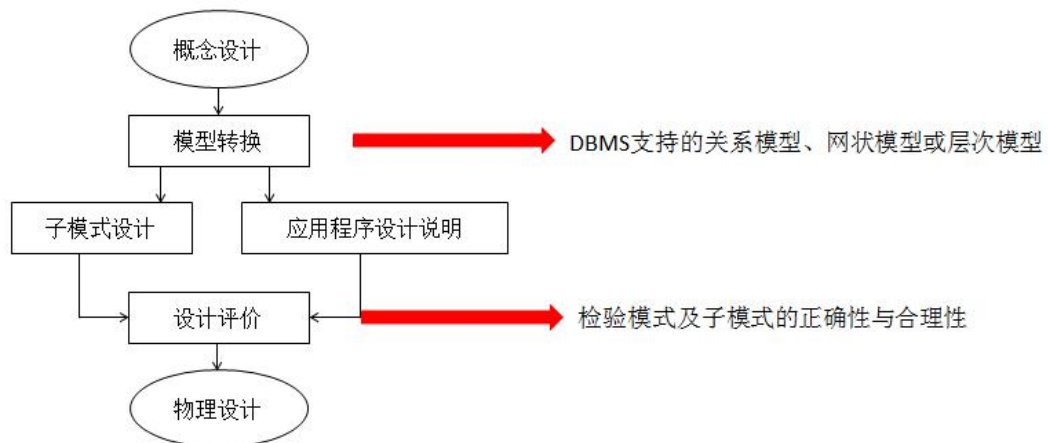 概念设计
模型转换
DBMS支持的关系模型、网状模型或层次模型
子模式设计
应用程序设计说明
设计评价
检验模式及子模式的正确性与合理性
物理设计